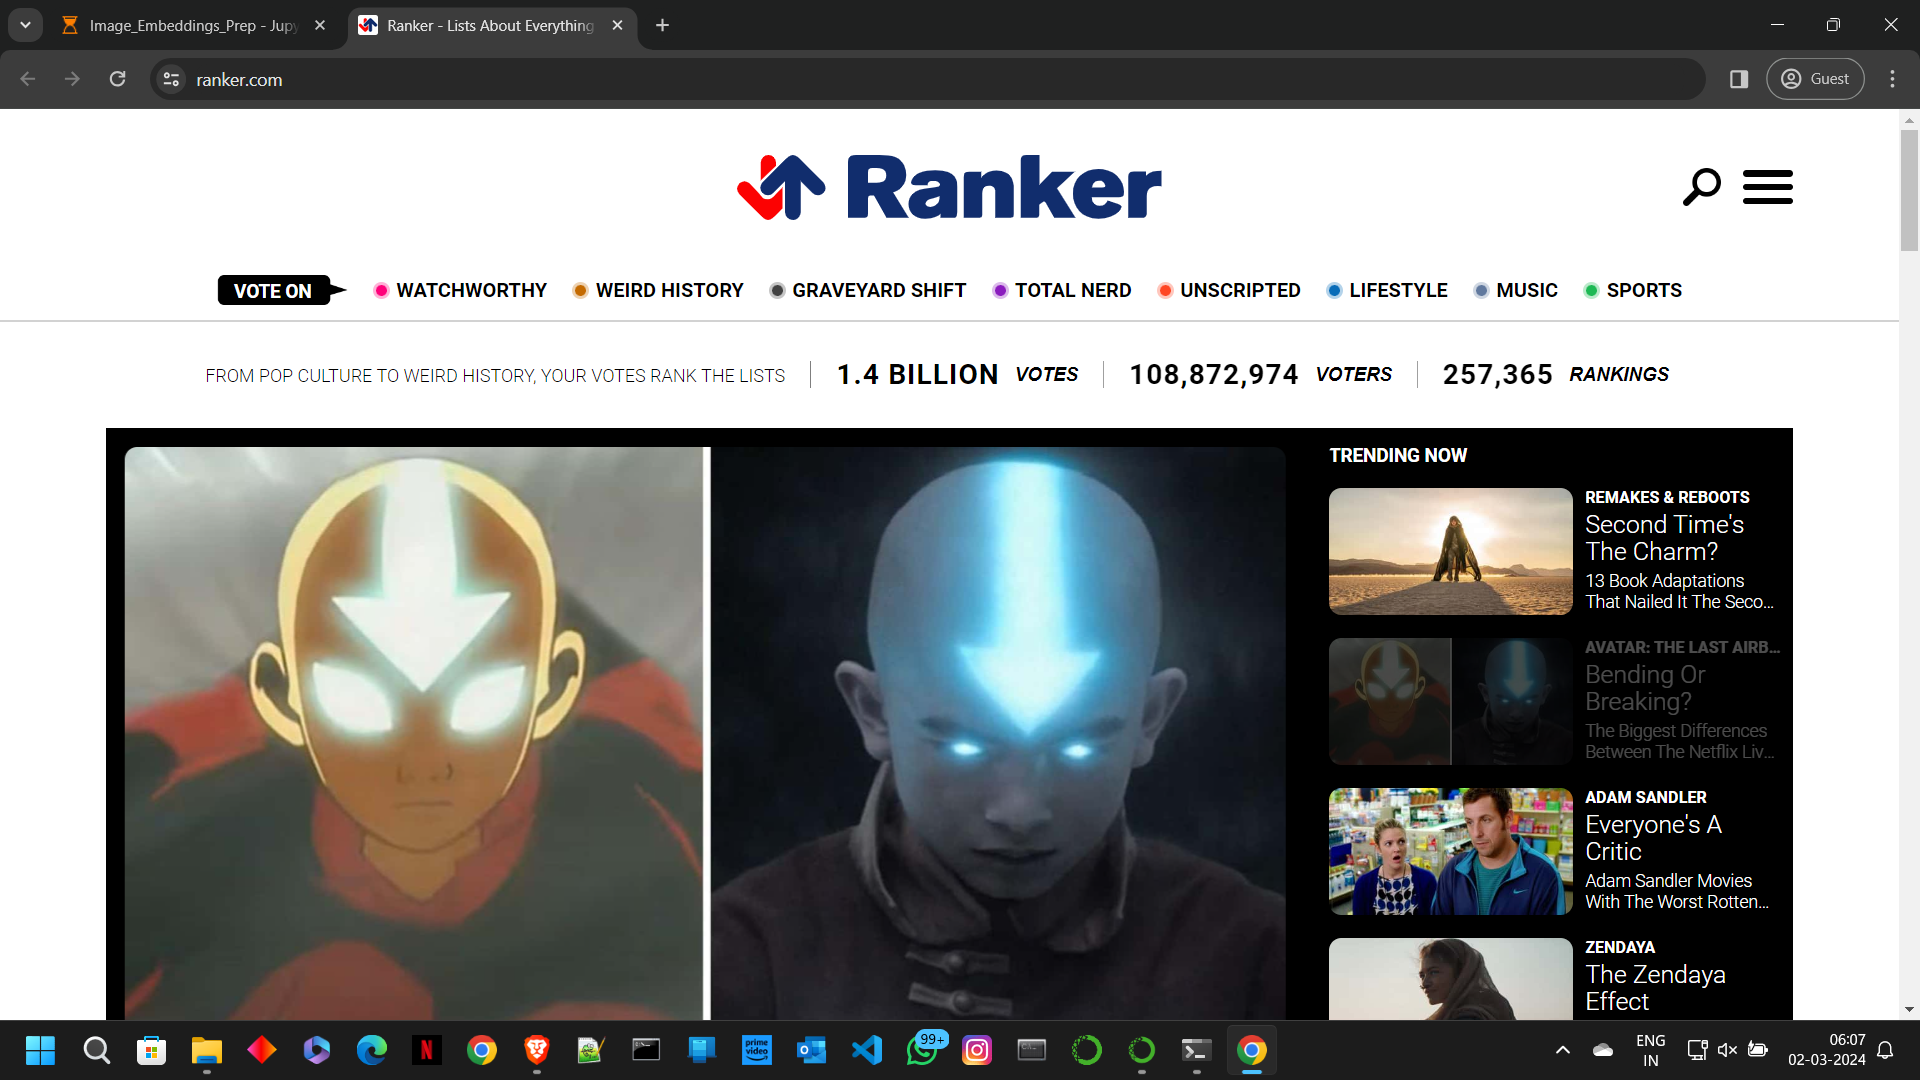 Image_Embeddings_Prep - Jupy
Ranker - Lists About Everything
ranker.com
Guest
Ranker
VOTE ON
WATCHWORTHY
WEIRD HISTORY
GRAVEYARD SHIFT
TOTAL NERD
UNSCRIPTED
LIFESTYLE
MUSIC
SPORTS
FROM POP CULTURE TO WEIRD HISTORY, YOUR VOTES RANK THE LISTS
1.4 BILLION VOTES
108,872,974 VOTERS
257,365 RANKINGS
TRENDING NOW
REMAKES & REBOOTS
Second Time's
The Charm?
13 Book Adaptations
That Nailed It The Seco...
AVATAR: THE LAST AIRB...
Bending Or
Breaking?
The Biggest Differences
Between The Netflix Liv...
ADAM SANDLER
Everyone's A
Critic
Adam Sandler Movies
With The Worst Rotten...
ZENDAYA
The Zendaya
Effect
prime
video
99+
ENG
IN
06:07
02-03-2024